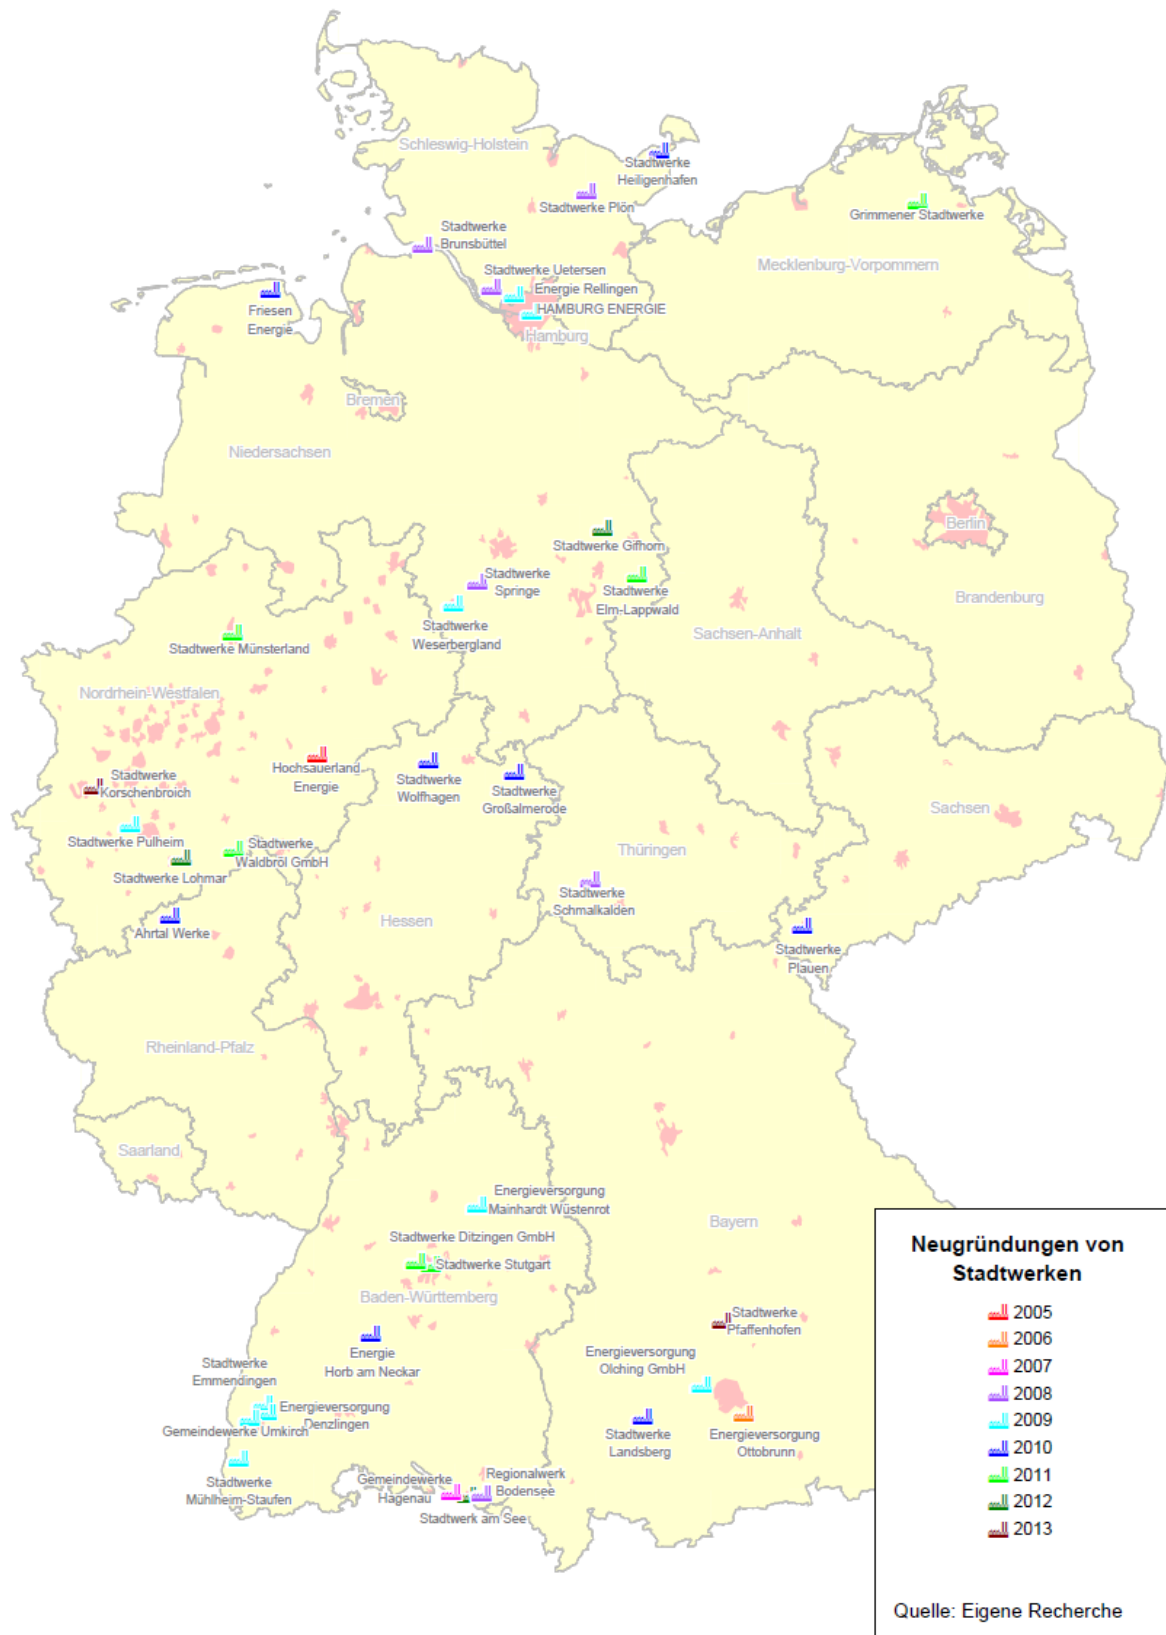 Schleswig-Holstein
Stadtwerke
Heiligenhafen
Stadtwerke Plön
Grimmener Stadtwerke
Stadtwerke
Brunsbüttel
Mecklenburg-Vorpommern
Stadtwerke Uetersen
Energie Rellingen
HAMBURG ENERGIE
Hamburg
Friesen
Energie
Bremen
Niedersachsen
Berlin
Stadtwerke Gifhorn
Stadtwerke
Springe
Stadtwerke
Elm-Lappwald
Brandenburg
Stadtwerke
Weserbergland
Sachsen-Anhalt
Stadtwerke Münsterland
Nordrhein-Westfalen
Hochsauerland
Energie
Stadtwerke
Korschenbroich
Stadtwerke
Wolfhagen
Stadtwerke
Großalmerode
Sachsen
Stadtwerke Pulheim
Stadtwerke
Waldbröl GmbH
Thüringen
Stadtwerke Lohmar
Stadtwerke
Schmalkalden
Hessen
Ahrtal Werke
Stadtwerke
Plauen
Rheinland-Pfalz
Saarland
Energieversorgung
Mainhardt Wüstenrot
Bayern
Stadtwerke Ditzingen GmbH
Stadtwerke Stutgart
Baden-Württemberg
Stadtwerke
Pfaffenhofen
Energie
Horb am Neckar
Energieversorgung
Olching GmbH
Stadtwerke
Emmendingen
Energieversorgung
Denzlingen
Gemeindewerke Umkirch
Stadtwerke
Landsberg
Energieversorgung
Ottobrunn
Stadtwerke
Mühlheim-Staufen
Gemeindewerke
Hagenau
Regionalwerk
Bodensee
Stadtwerk am See
Neugründungen von
Stadtwerken
2005
2006
2007
2008
2009
2010
2011
2012
2013
Quelle: Eigene Recherche